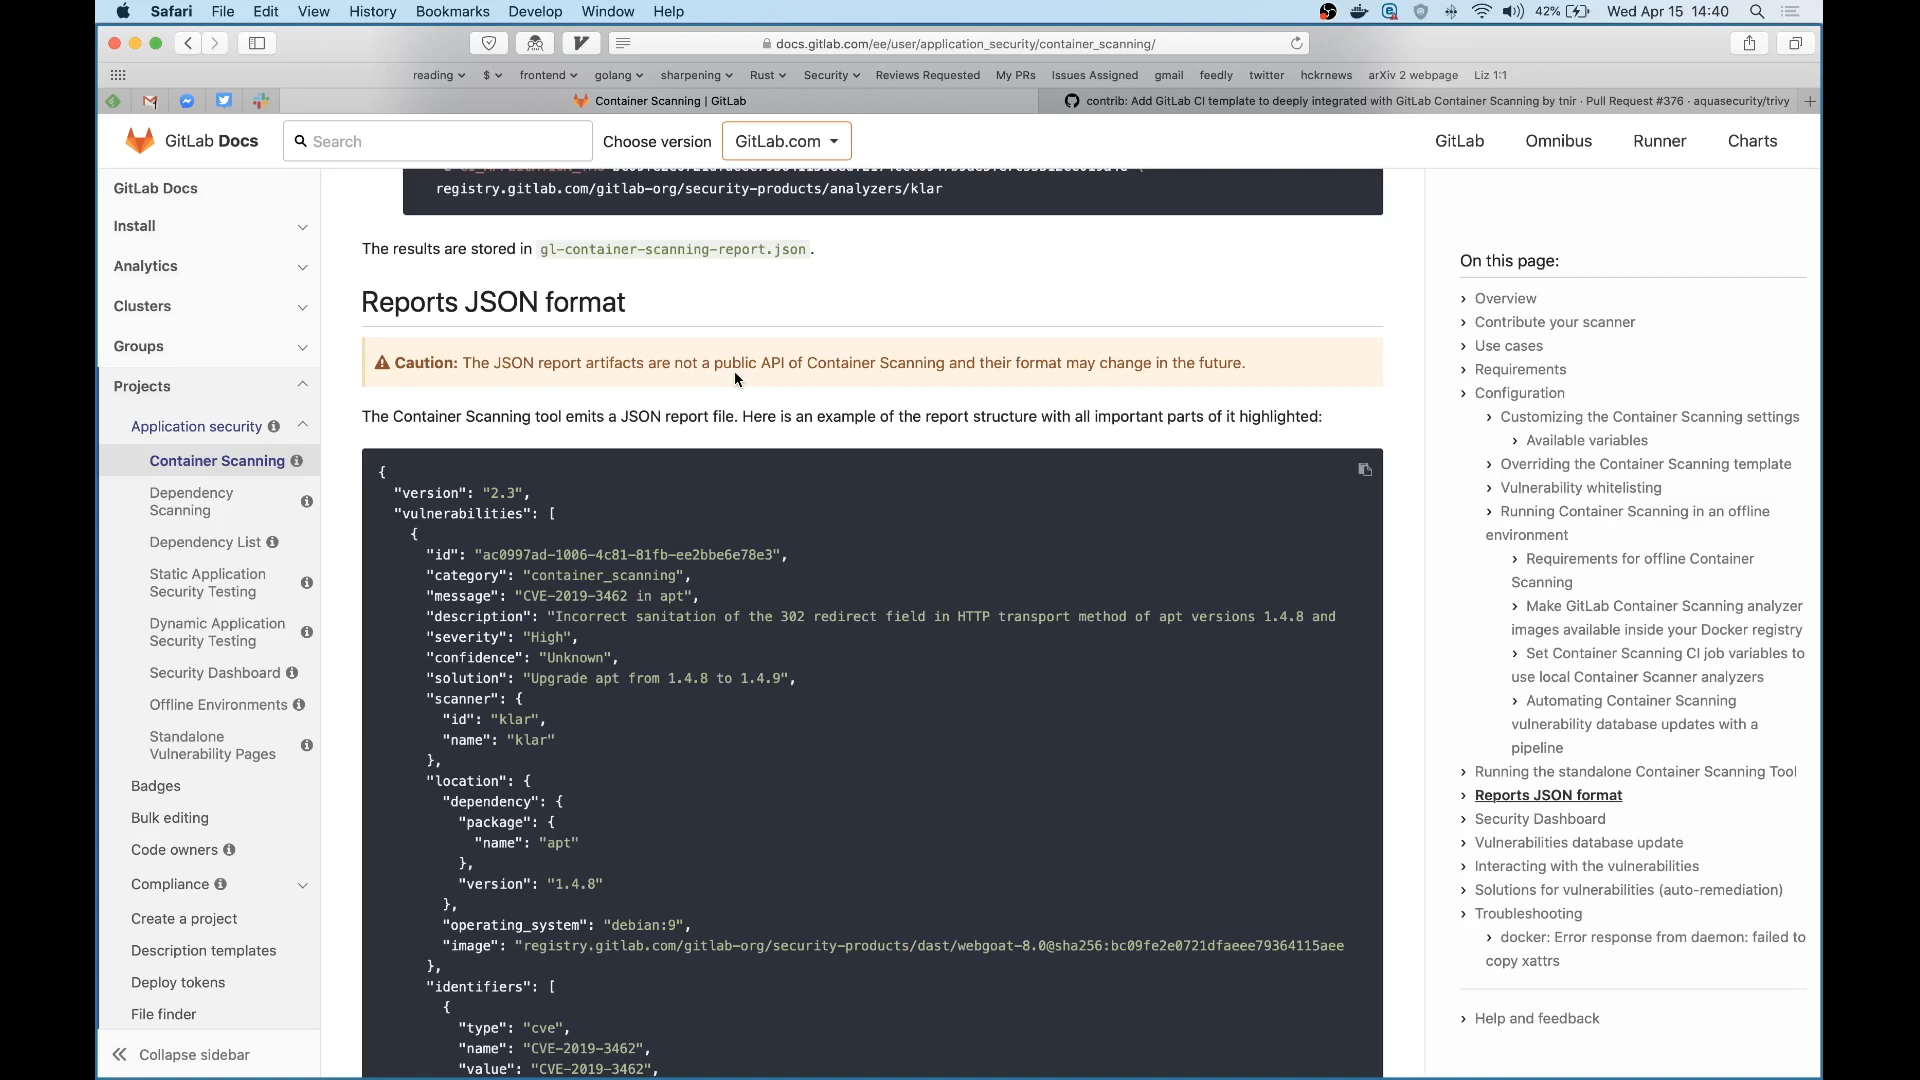 Safari File Edit View History Bookmarks Develop Window Help 42% Wed Apr 15 14:40
docs.gitlab.com/ee/user/application_security/container_scanning/
reading $ frontend golang sharpening Rust Security Reviews Requested My PRs Issues Assigned gmail feedly twitter hckrnews arXiv 2 webpage Liz 1:1
Container Scanning | GitLab
contrib: Add GitLab CI template to deeply integrated with GitLab Container Scanning by tnir · Pull Request #376 · aquasecurity/trivy
GitLab Docs
Search
Choose version
GitLab.com
GitLab
Omnibus
Runner
Charts
GitLab Docs
Install
Analytics
Clusters
Groups
Projects
Application security
Container Scanning
Dependency
Scanning
Dependency List
Static Application
Security Testing
Dynamic Application
Security Testing
Security Dashboard
Offline Environments
Standalone
Vulnerability Pages
Badges
Bulk editing
Code owners
Compliance
Create a project
Description templates
Deploy tokens
File finder
Collapse sidebar
registry.gitlab.com/gitlab-org/security-products/analyzers/klar
The results are stored in gl-container-scanning-report.json.
Reports JSON format
Caution: The JSON report artifacts are not a public API of Container Scanning and their format may change in the future.
The Container Scanning tool emits a JSON report file. Here is an example of the report structure with all important parts of it highlighted:
{
"version": "2.3",
"vulnerabilities": [
{
"id": "ac0997ad-1006-4c81-81fb-ee2bbe6e78e3",
"category": "container_scanning",
"message": "CVE-2019-3462 in apt",
"description": "Incorrect sanitation of the 302 redirect field in HTTP transport method of apt versions 1.4.8 and
"severity": "High",
"confidence": "Unknown",
"solution": "Upgrade apt from 1.4.8 to 1.4.9",
"scanner": {
"id": "klar",
"name": "klar"
},
"location": {
"dependency": {
"package": {
"name": "apt"
},
"version": "1.4.8"
},
"operating_system": "debian:9",
"image": "registry.gitlab.com/gitlab-org/security-products/dast/webgoat-8.0@sha256:bc09fe2e0721dfaeee79364115aee
},
"identifiers": [
{
"type": "cve",
"name": "CVE-2019-3462",
"value": "CVE-2019-3462",
On this page:
Overview
Contribute your scanner
Use cases
Requirements
Configuration
Customizing the Container Scanning settings
Available variables
Overriding the Container Scanning template
Vulnerability whitelisting
Running Container Scanning in an offline
environment
Requirements for offline Container
Scanning
Make GitLab Container Scanning analyzer
images available inside your Docker registry
Set Container Scanning CI job variables to
use local Container Scanner analyzers
Automating Container Scanning
vulnerability database updates with a
pipeline
Running the standalone Container Scanning Tool
Reports JSON format
Security Dashboard
Vulnerabilities database update
Interacting with the vulnerabilities
Solutions for vulnerabilities (auto-remediation)
Troubleshooting
docker: Error response from daemon: failed to
copy xattrs
Help and feedback